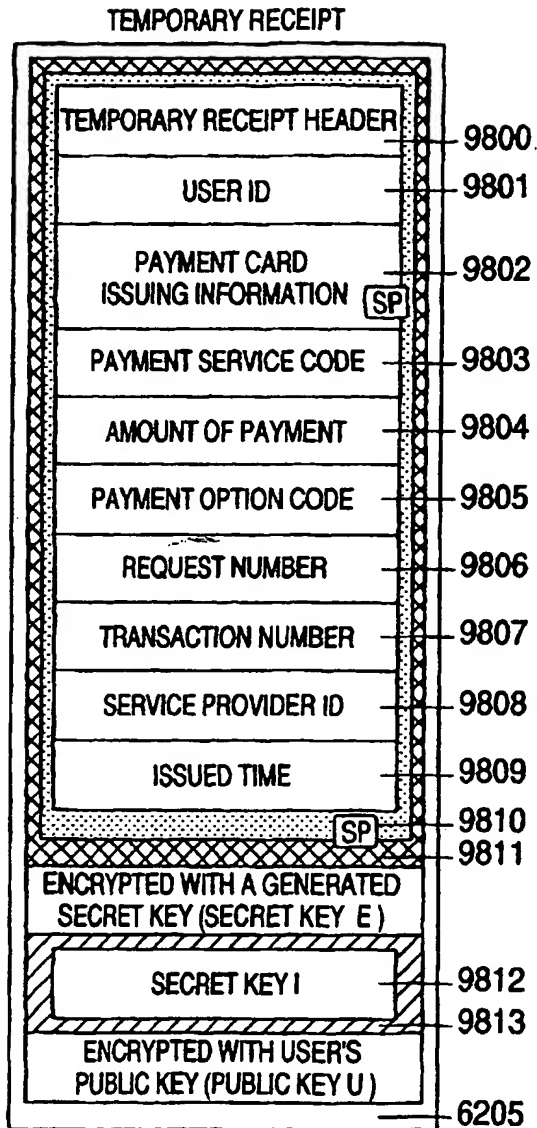 TEMPORARY RECEIPT
TEMPORARY RECEIPT HEADER
9800
USER ID
9801
PAYMENT CARD
ISSUING INFORMATION
SP
9802
PAYMENT SERVICE CODE
9803
AMOUNT OF PAYMENT
9804
PAYMENT OPTION CODE
9805
REQUEST NUMBER
9806
TRANSACTION NUMBER
9807
SERVICE PROVIDER ID
9808
ISSUED TIME
9809
SP
9810
9811
ENCRYPTED WITH A GENERATED
SECRET KEY (SECRET KEY E)
SECRET KEY I
9812
9813
ENCRYPTED WITH USER'S
PUBLIC KEY (PUBLIC KEY U)
6205